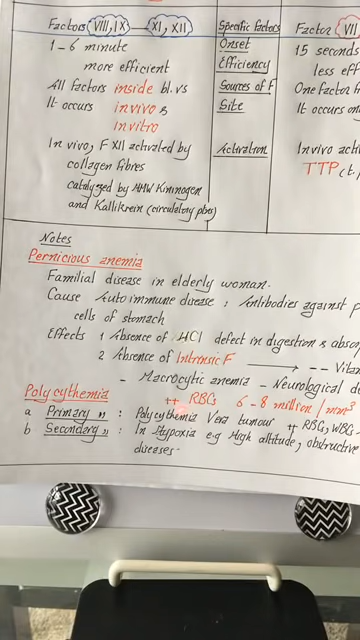 Factors VIII, IX — XI, XII Specific factors Factor VII
1 - 6 minute Onset 15 seconds
more efficient Efficiency less eff
All factors inside bl. vs Sources of F One factor f
It occurs invivo & Site It occurs on
invitro
In vivo, F XII activated by Activation Invivo acti
collagen fibres TTP (t.
catalyzed by HMW Kininogen
and Kallikrein (circulatory
Notes
Pernicious anemia
Familial disease in elderly woman.
Cause Autoimmune disease : Antibodies against p
cells of stomach
Effects 1 Absence of HCl defect in digestion & absor
2 Absence of Intrinsic F → -- Vita
- Macrocytic anemia - Neurological de
Polycythemia ++ RBCs 6 - 8 million / mm³
a Primary " : Polycythemia Vera tumour ++ RBCs, WBCs
b Secondary " : In Hypoxia e.g High altitude, obstructive
diseases-